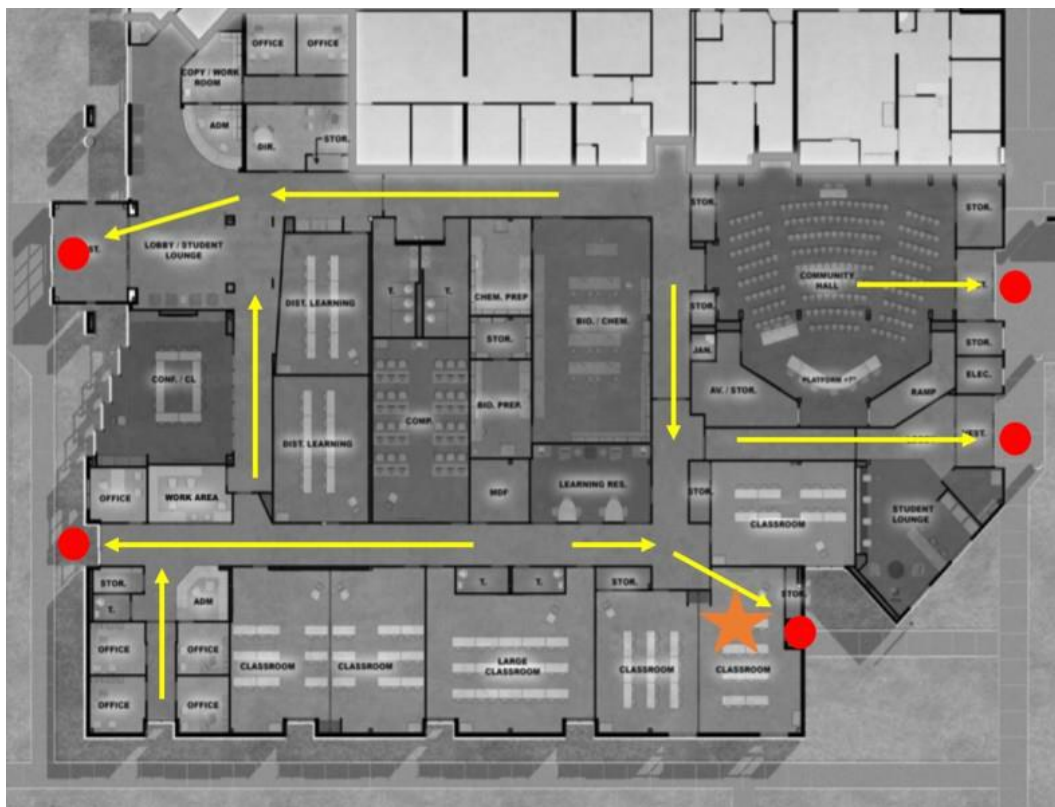 OFFICE
OFFICE
COPY / WORK
ROOM
ADM
DIR.
STOR.
STOR.
STOR.
LOBBY / STUDENT
LOUNGE
DIST. LEARNING
T.
T.
CHEM. PREP
BIO. / CHEM.
COMMUNITY
HALL
STOR.
STOR.
STOR.
JAN.
ELEC.
CONF. / CL
DIST. LEARNING
COMP.
BIO. PREP.
AV. / STOR.
PLATFORM +7"
RAMP
VEST.
OFFICE
WORK AREA
MDF
LEARNING RES.
STOR.
CLASSROOM
STUDENT
LOUNGE
STOR.
T.
ADM
T.
T.
STOR.
STOR.
OFFICE
OFFICE
CLASSROOM
CLASSROOM
LARGE
CLASSROOM
CLASSROOM
CLASSROOM
OFFICE
OFFICE